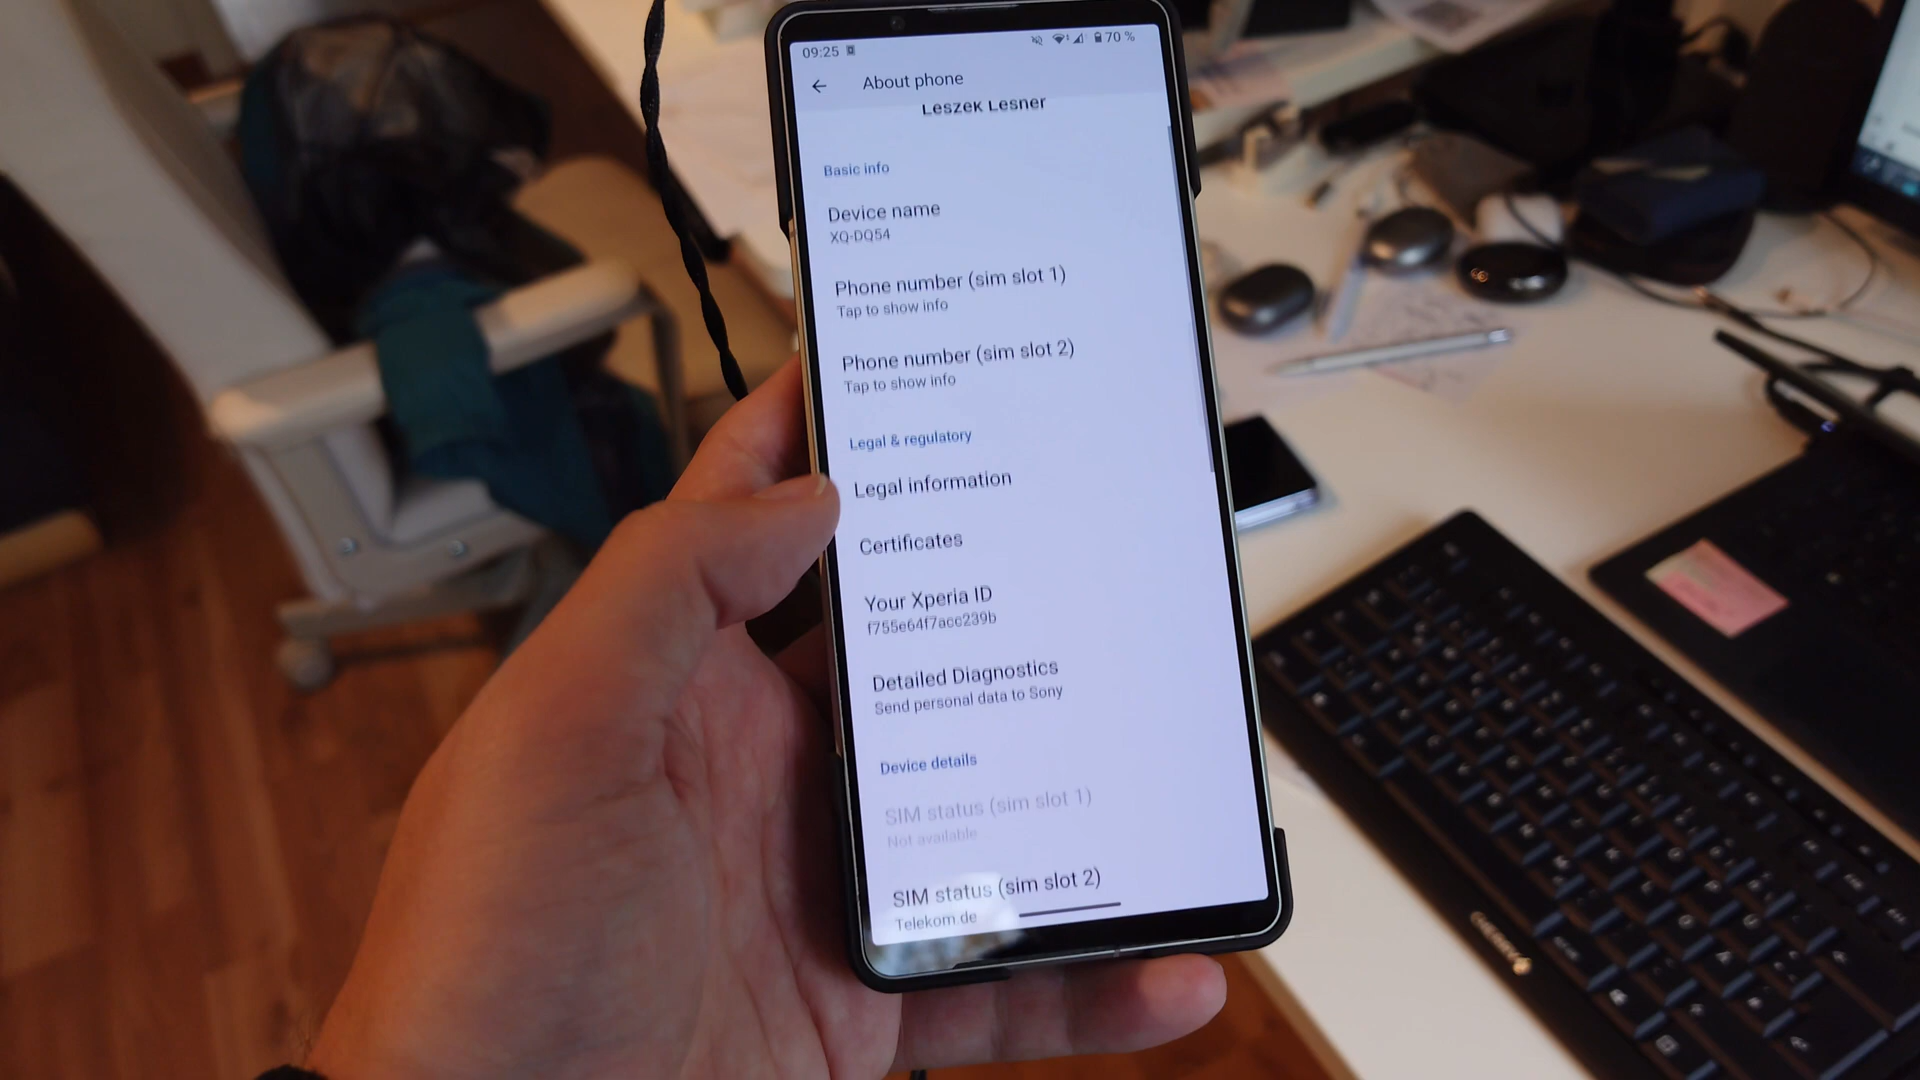 09:25 70 %
About phone
Leszek Lesner
Basic info
Device name
XQ-DQ54
Phone number (sim slot 1)
Tap to show info
Phone number (sim slot 2)
Tap to show info
Legal & regulatory
Legal information
Certificates
Your Xperia ID
f755e64f7acc239b
Detailed Diagnostics
Send personal data to Sony
Device details
SIM status (sim slot 1)
Not available
SIM status (sim slot 2)
Telekom.de
CHERRY